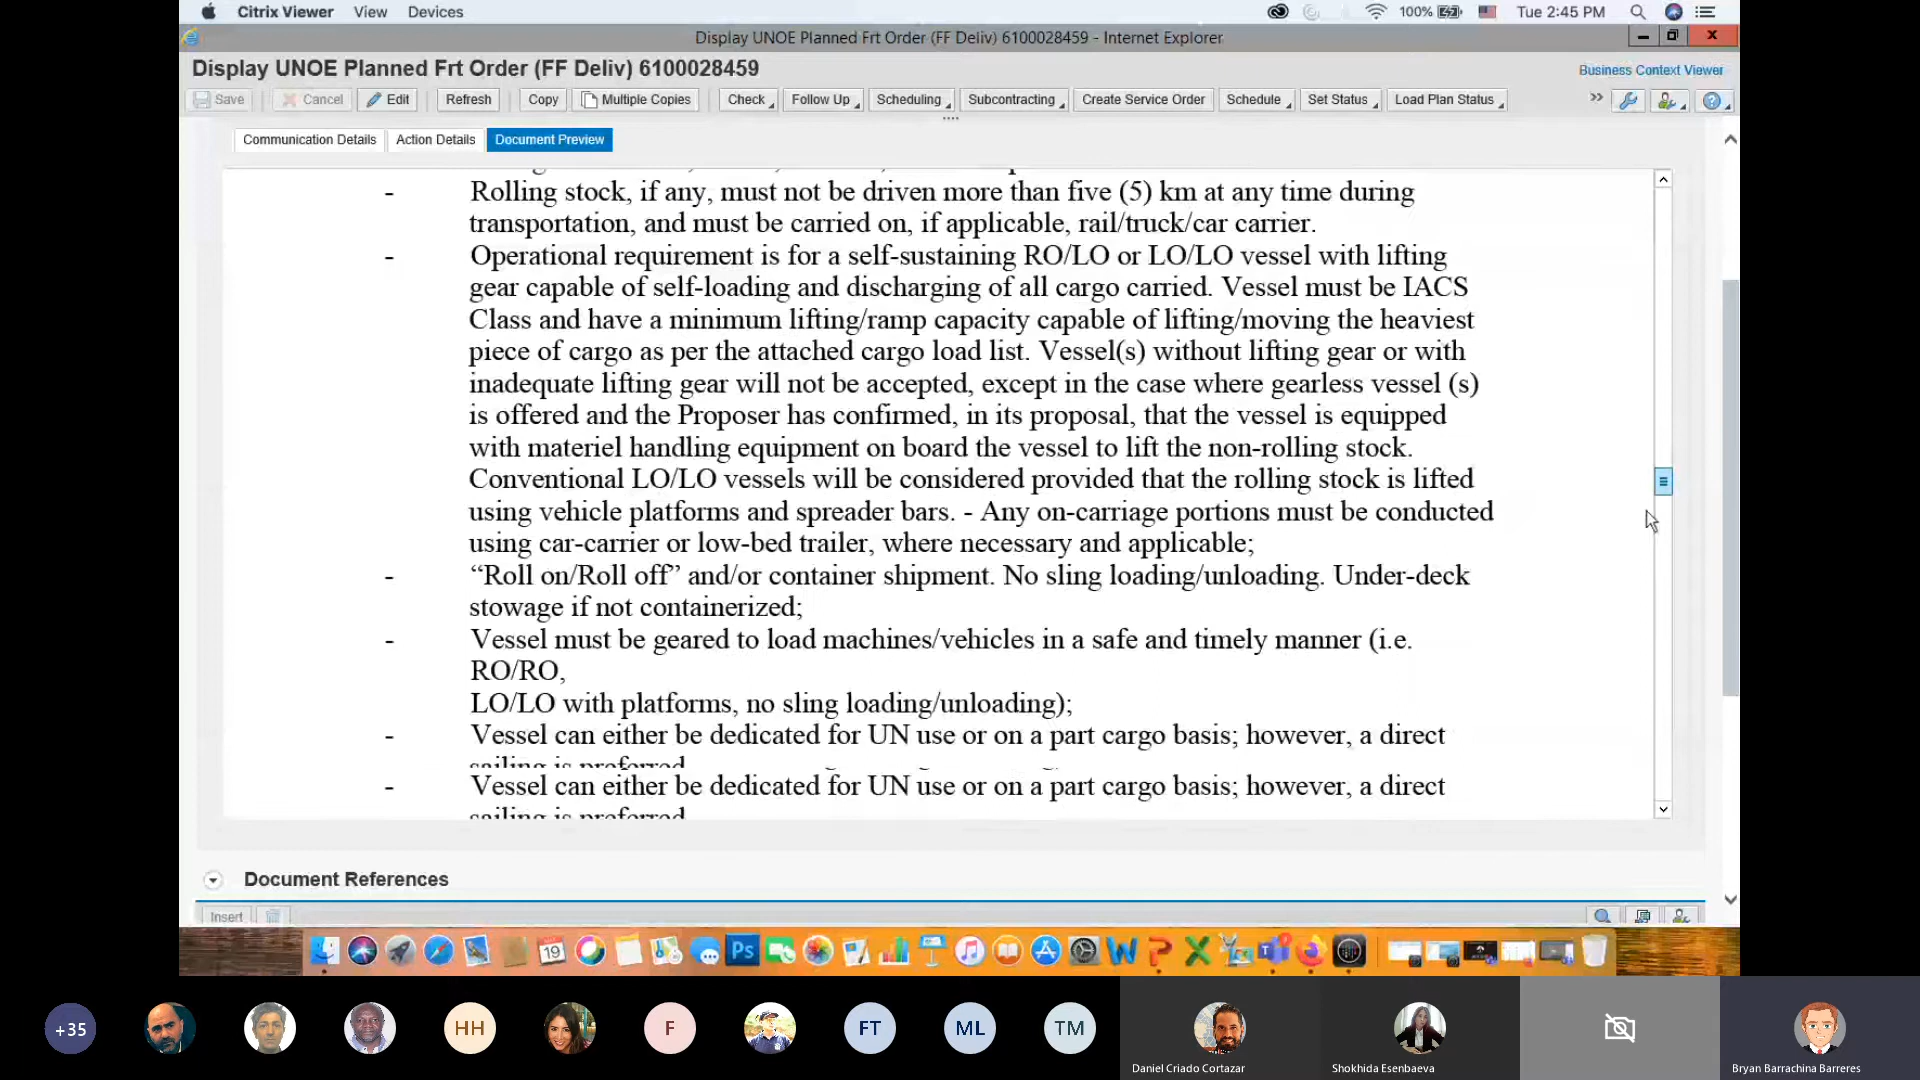 Citrix Viewer View Devices 100% Tue 2:45 PM
Display UNOE Planned Frt Order (FF Deliv) 6100028459 - Internet Explorer
Display UNOE Planned Frt Order (FF Deliv) 6100028459
Business Context Viewer
Save Cancel Edit Refresh Copy Multiple Copies Check Follow Up Scheduling Subcontracting Create Service Order Schedule Set Status Load Plan Status
Communication Details Action Details Document Preview
- Rolling stock, if any, must not be driven more than five (5) km at any time during
transportation, and must be carried on, if applicable, rail/truck/car carrier.
- Operational requirement is for a self-sustaining RO/LO or LO/LO vessel with lifting
gear capable of self-loading and discharging of all cargo carried. Vessel must be IACS
Class and have a minimum lifting/ramp capacity capable of lifting/moving the heaviest
piece of cargo as per the attached cargo load list. Vessel(s) without lifting gear or with
inadequate lifting gear will not be accepted, except in the case where gearless vessel (s)
is offered and the Proposer has confirmed, in its proposal, that the vessel is equipped
with materiel handling equipment on board the vessel to lift the non-rolling stock.
Conventional LO/LO vessels will be considered provided that the rolling stock is lifted
using vehicle platforms and spreader bars. - Any on-carriage portions must be conducted
using car-carrier or low-bed trailer, where necessary and applicable;
- “Roll on/Roll off” and/or container shipment. No sling loading/unloading. Under-deck
stowage if not containerized;
- Vessel must be geared to load machines/vehicles in a safe and timely manner (i.e.
RO/RO,
LO/LO with platforms, no sling loading/unloading);
- Vessel can either be dedicated for UN use or on a part cargo basis; however, a direct
sailing is preferred
- Vessel can either be dedicated for UN use or on a part cargo basis; however, a direct
sailing is preferred
Document References
Insert
19
Ps
+35 HH F FT ML TM
Daniel Criado Cortazar Shokhida Esenbaeva Bryan Barrachina Barreres